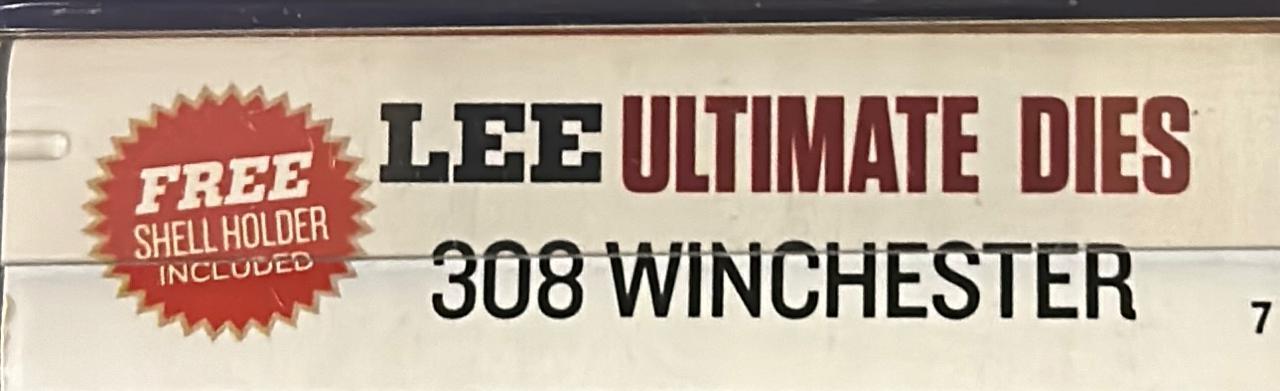 FREE
SHELL HOLDER
INCLUDED
LEE ULTIMATE DIES
308 WINCHESTER
7